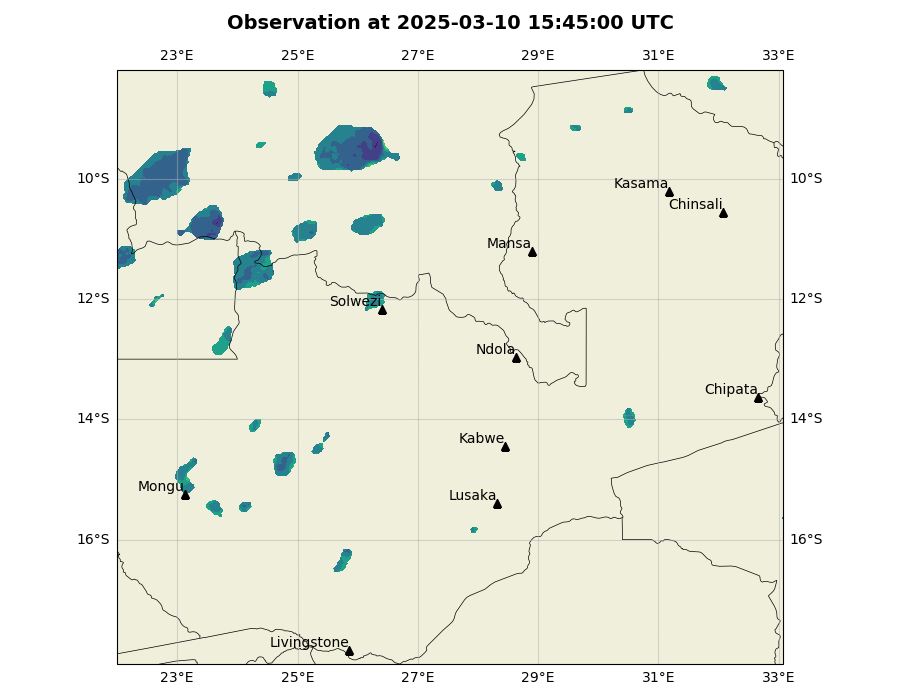 Observation at 2025-03-10 15:45:00 UTC
23°E 25°E 27°E 29°E 31°E 33°E
10°S 10°S
Kasama
Chinsali
Mansa
12°S 12°S
Solwezi
Ndola
Chipata
14°S 14°S
Kabwe
Mongu
Lusaka
16°S 16°S
Livingstone
23°E 25°E 27°E 29°E 31°E 33°E